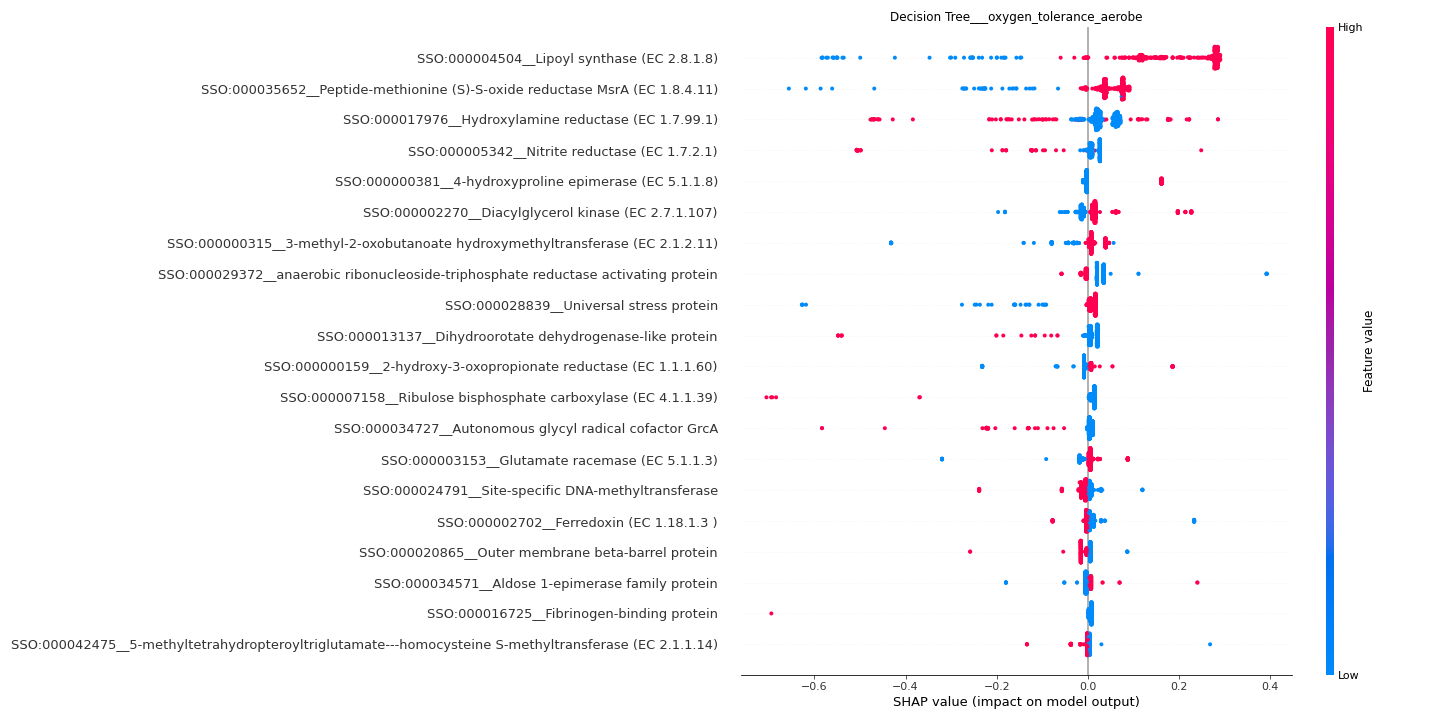 Decision Tree___oxygen_tolerance_aerobe
High
SSO:000004504__Lipoyl synthase (EC 2.8.1.8)
SSO:000035652__Peptide-methionine (S)-S-oxide reductase MsrA (EC 1.8.4.11)
SSO:000017976__Hydroxylamine reductase (EC 1.7.99.1)
SSO:000005342__Nitrite reductase (EC 1.7.2.1)
SSO:000000381__4-hydroxyproline epimerase (EC 5.1.1.8)
SSO:000002270__Diacylglycerol kinase (EC 2.7.1.107)
SSO:000000315__3-methyl-2-oxobutanoate hydroxymethyltransferase (EC 2.1.2.11)
SSO:000029372__anaerobic ribonucleoside-triphosphate reductase activating protein
SSO:000028839__Universal stress protein
SSO:000013137__Dihydroorotate dehydrogenase-like protein
SSO:000000159__2-hydroxy-3-oxopropionate reductase (EC 1.1.1.60)
SSO:000007158__Ribulose bisphosphate carboxylase (EC 4.1.1.39)
SSO:000034727__Autonomous glycyl radical cofactor GrcA
SSO:000003153__Glutamate racemase (EC 5.1.1.3)
SSO:000024791__Site-specific DNA-methyltransferase
SSO:000002702__Ferredoxin (EC 1.18.1.3 )
SSO:000020865__Outer membrane beta-barrel protein
SSO:000034571__Aldose 1-epimerase family protein
SSO:000016725__Fibrinogen-binding protein
SSO:000042475__5-methyltetrahydropteroyltriglutamate---homocysteine S-methyltransferase (EC 2.1.1.14)
Feature value
Low
−0.6 −0.4 −0.2 0.0 0.2 0.4
SHAP value (impact on model output)